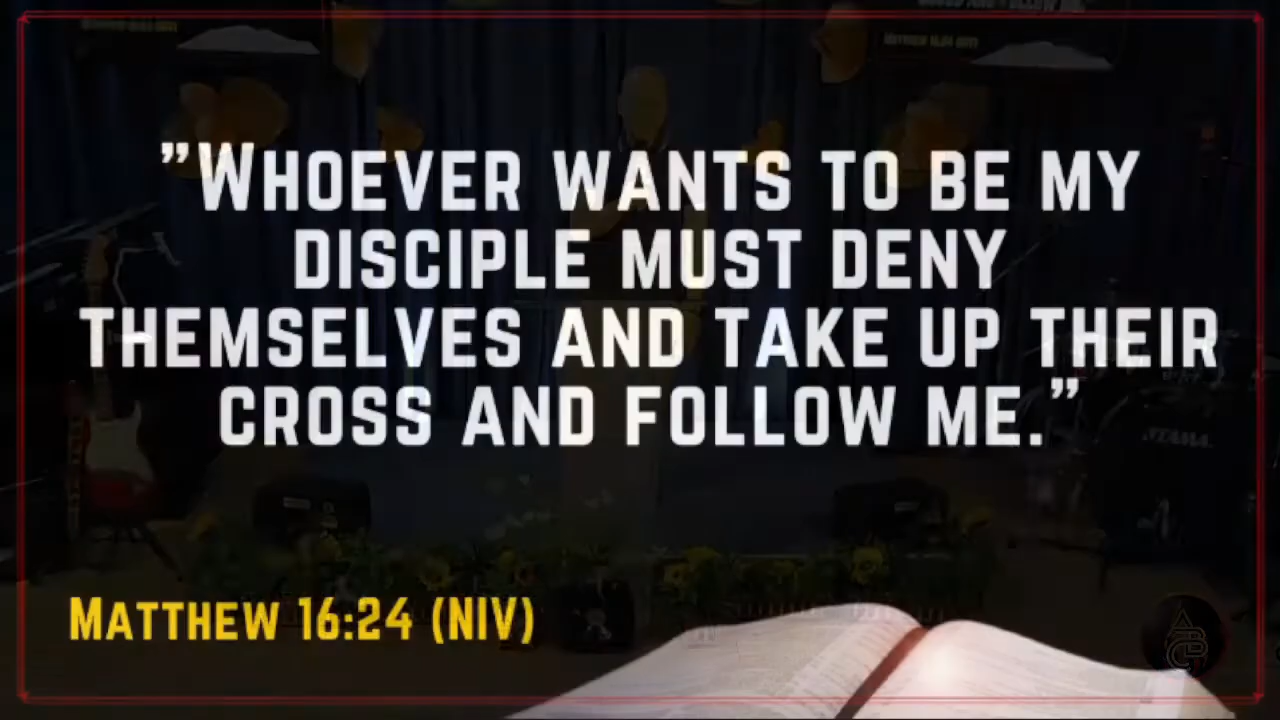 ”Whoever wants to be my
disciple must deny
themselves and take up their
cross and follow me.”
Matthew 16:24 (NIV)
TAMA